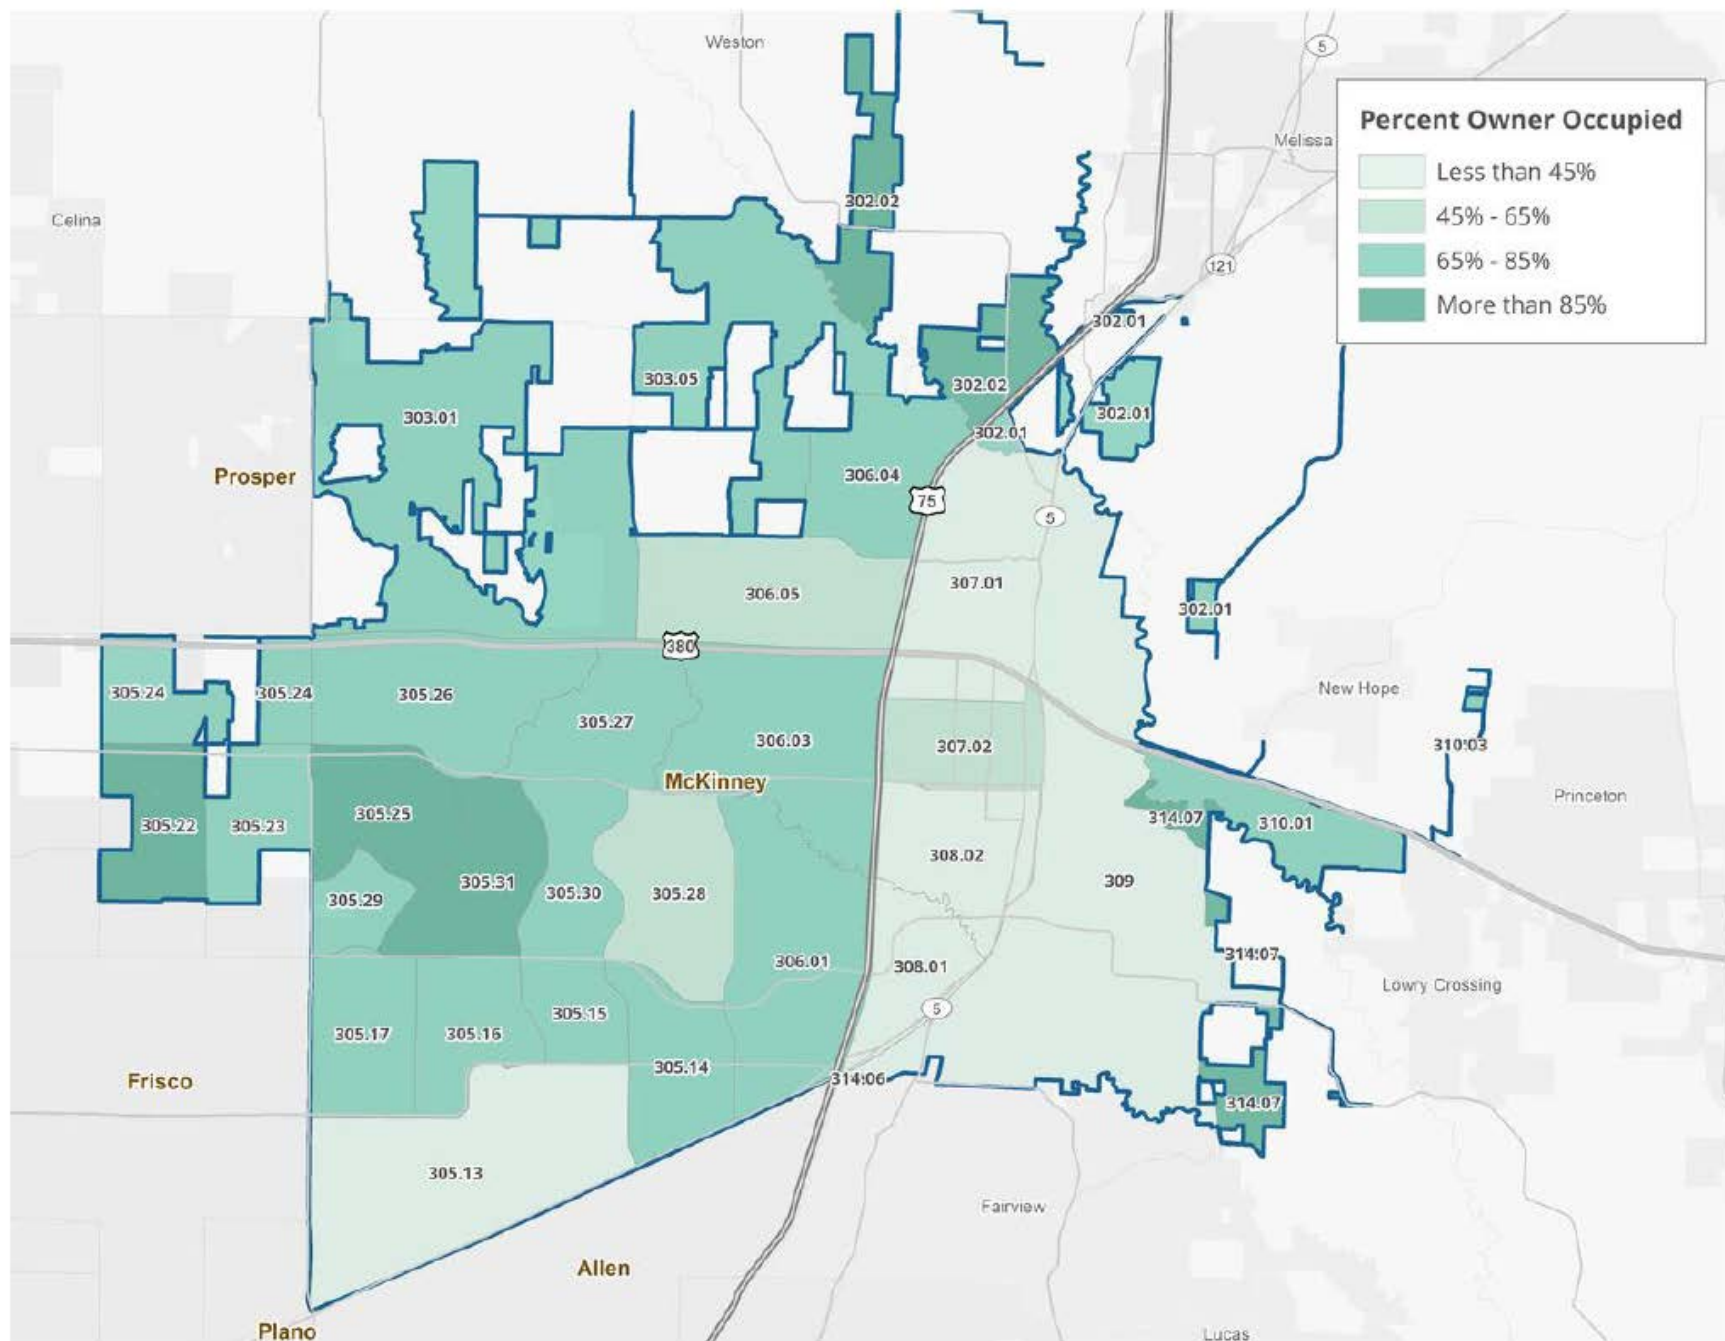 Weston
5
Percent Owner Occupied
Less than 45%
45% - 65%
65% - 85%
More than 85%
Melissa
Celina
302.02
121
302.01
303.05
302.02
303.01
302.01
302.01
Prosper
306.04
75
5
306.05
307.01
302.01
380
305.24
305.24
305.26
New Hope
305.27
306.03
307.02
310.03
McKinney
Princeton
305.25
305.22
305.23
314.07
310.01
308.02
305.31
309
305.29
305.30
305.28
306.01
308.01
314.07
Lowry Crossing
305.17
305.16
305.15
5
305.14
Frisco
314.06
314.07
305.13
Fairview
Allen
Plano
Lucas